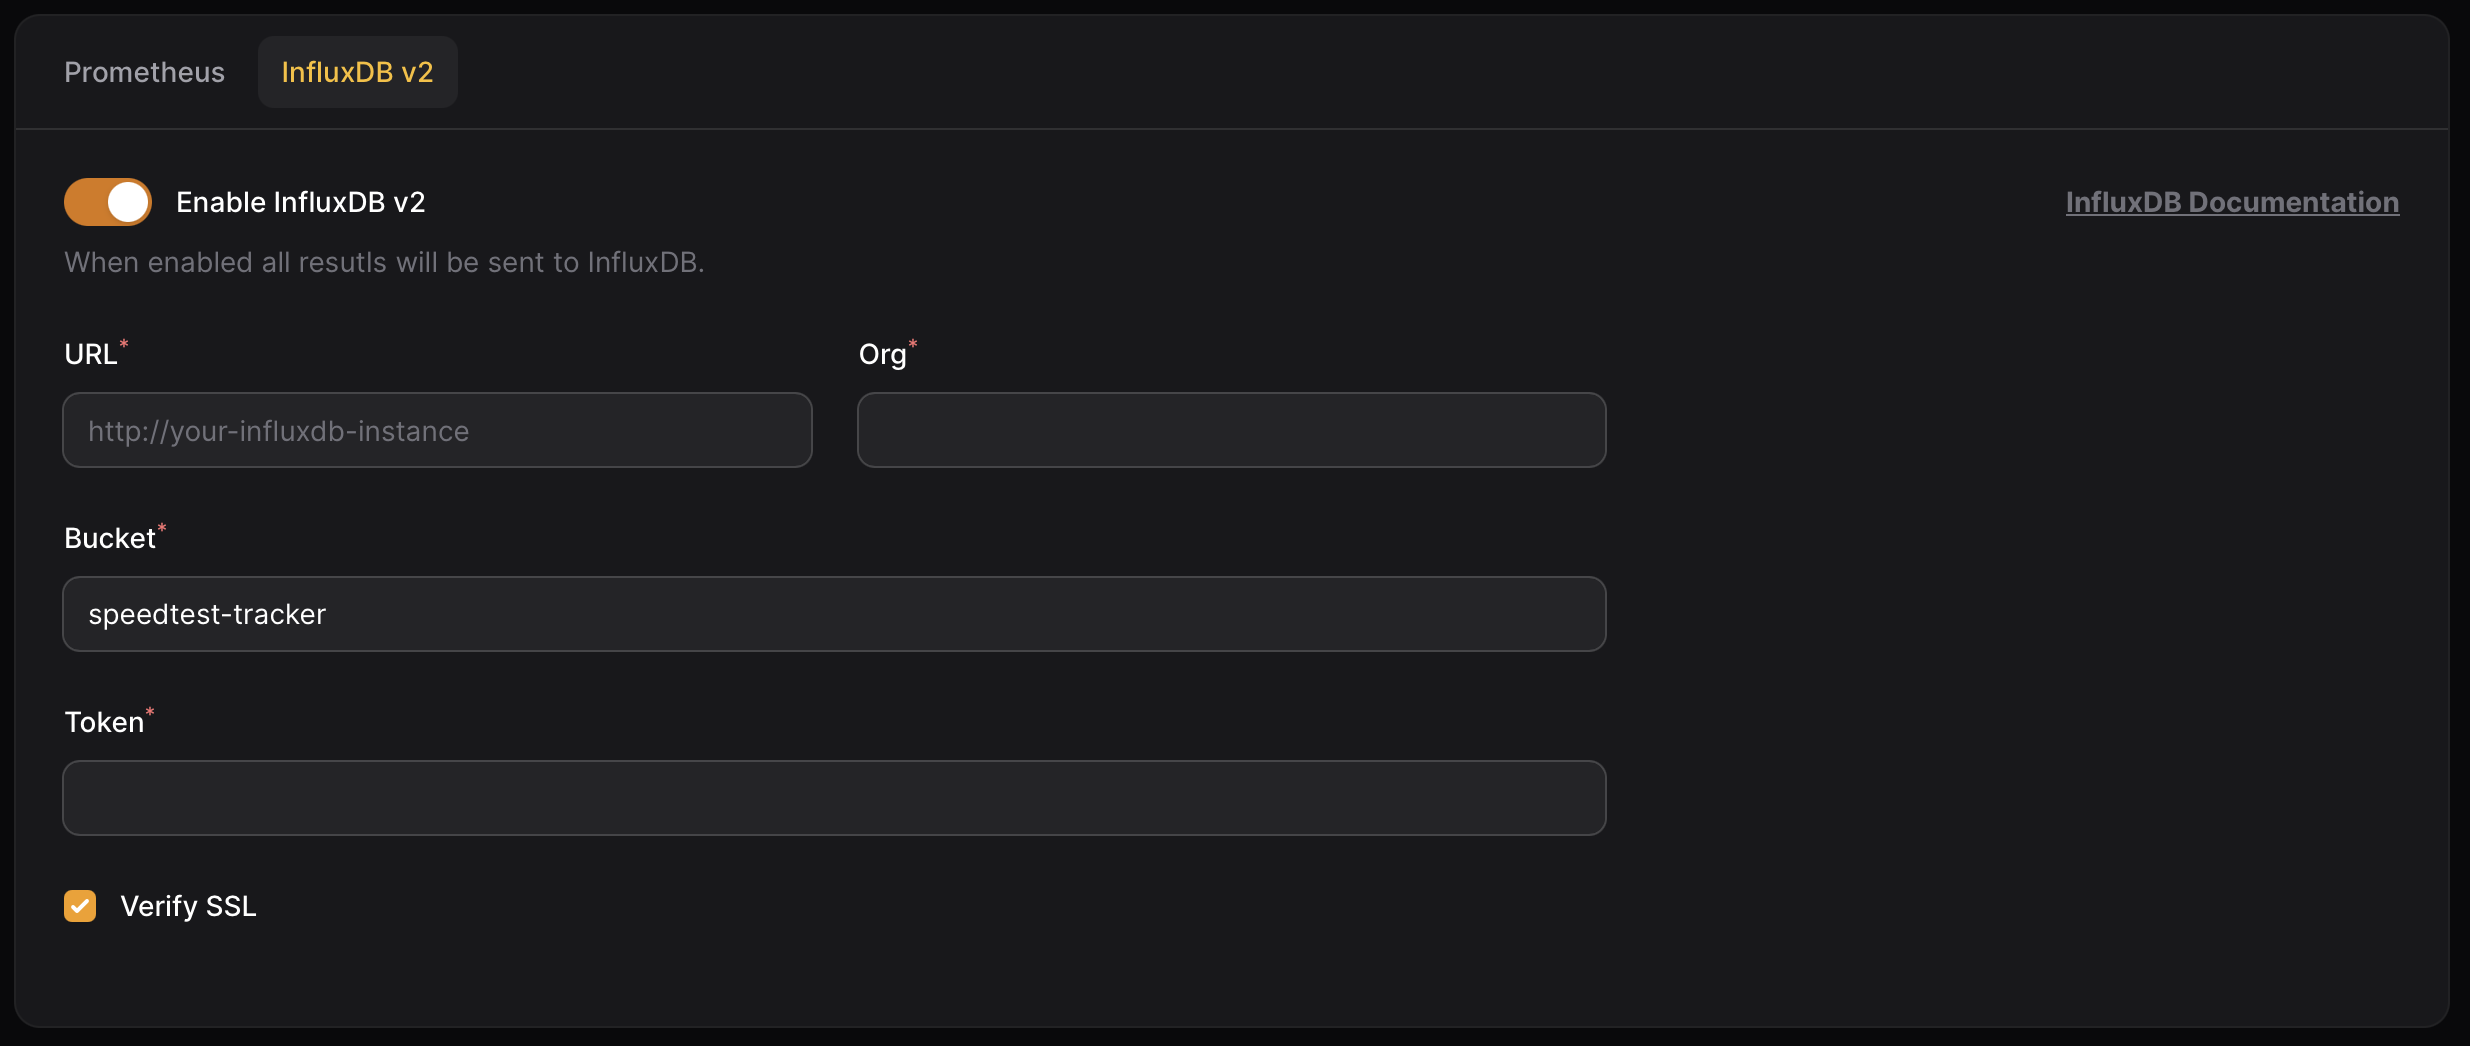 Prometheus InfluxDB v2
Enable InfluxDB v2 InfluxDB Documentation
When enabled all resutls will be sent to InfluxDB.
URL* Org*
http://your-influxdb-instance
Bucket*
speedtest-tracker
Token*
Verify SSL